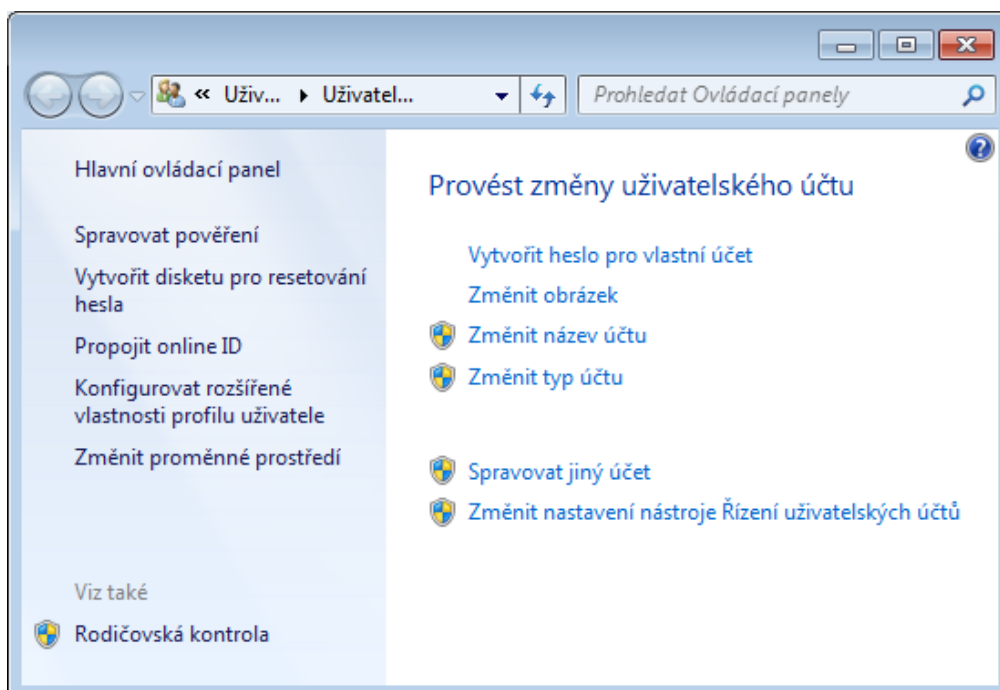 « Uživ... ▸ Uživatel...
Prohledat Ovládací panely
Hlavní ovládací panel
Spravovat pověření
Vytvořit disketu pro resetování
hesla
Propojit online ID
Konfigurovat rozšířené
vlastnosti profilu uživatele
Změnit proměnné prostředí
Viz také
Rodičovská kontrola
Provést změny uživatelského účtu
Vytvořit heslo pro vlastní účet
Změnit obrázek
Změnit název účtu
Změnit typ účtu
Spravovat jiný účet
Změnit nastavení nástroje Řízení uživatelských účtů